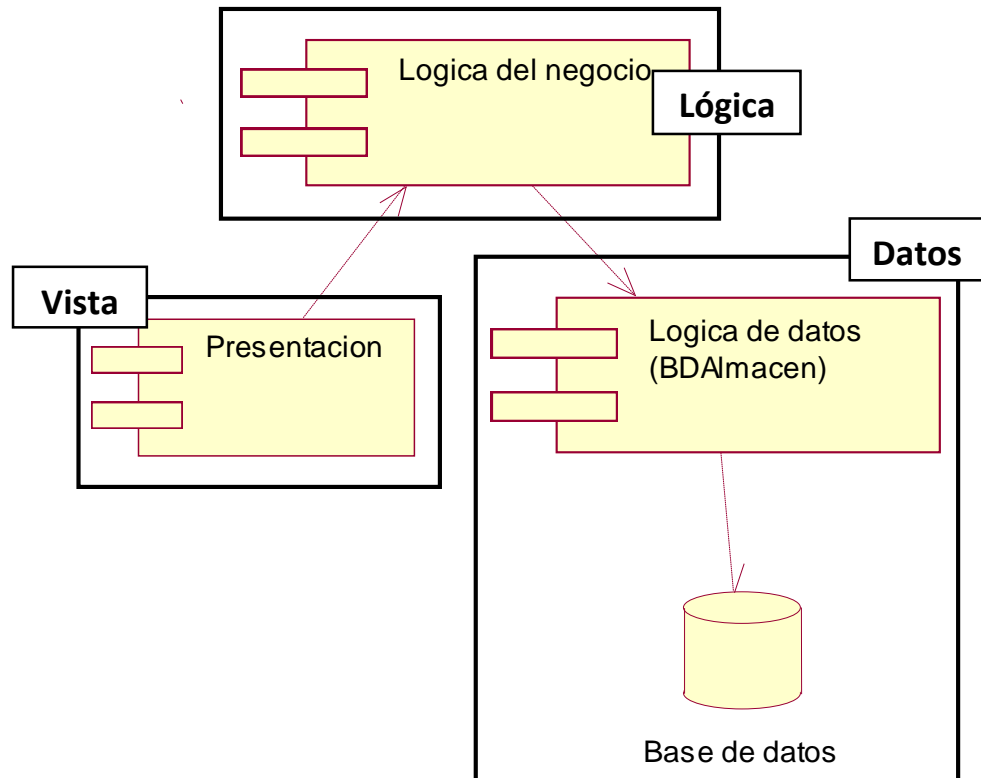 Logica del negocio
Lógica
Datos
Vista
Presentacion
Logica de datos
(BDAlmacen)
Base de datos